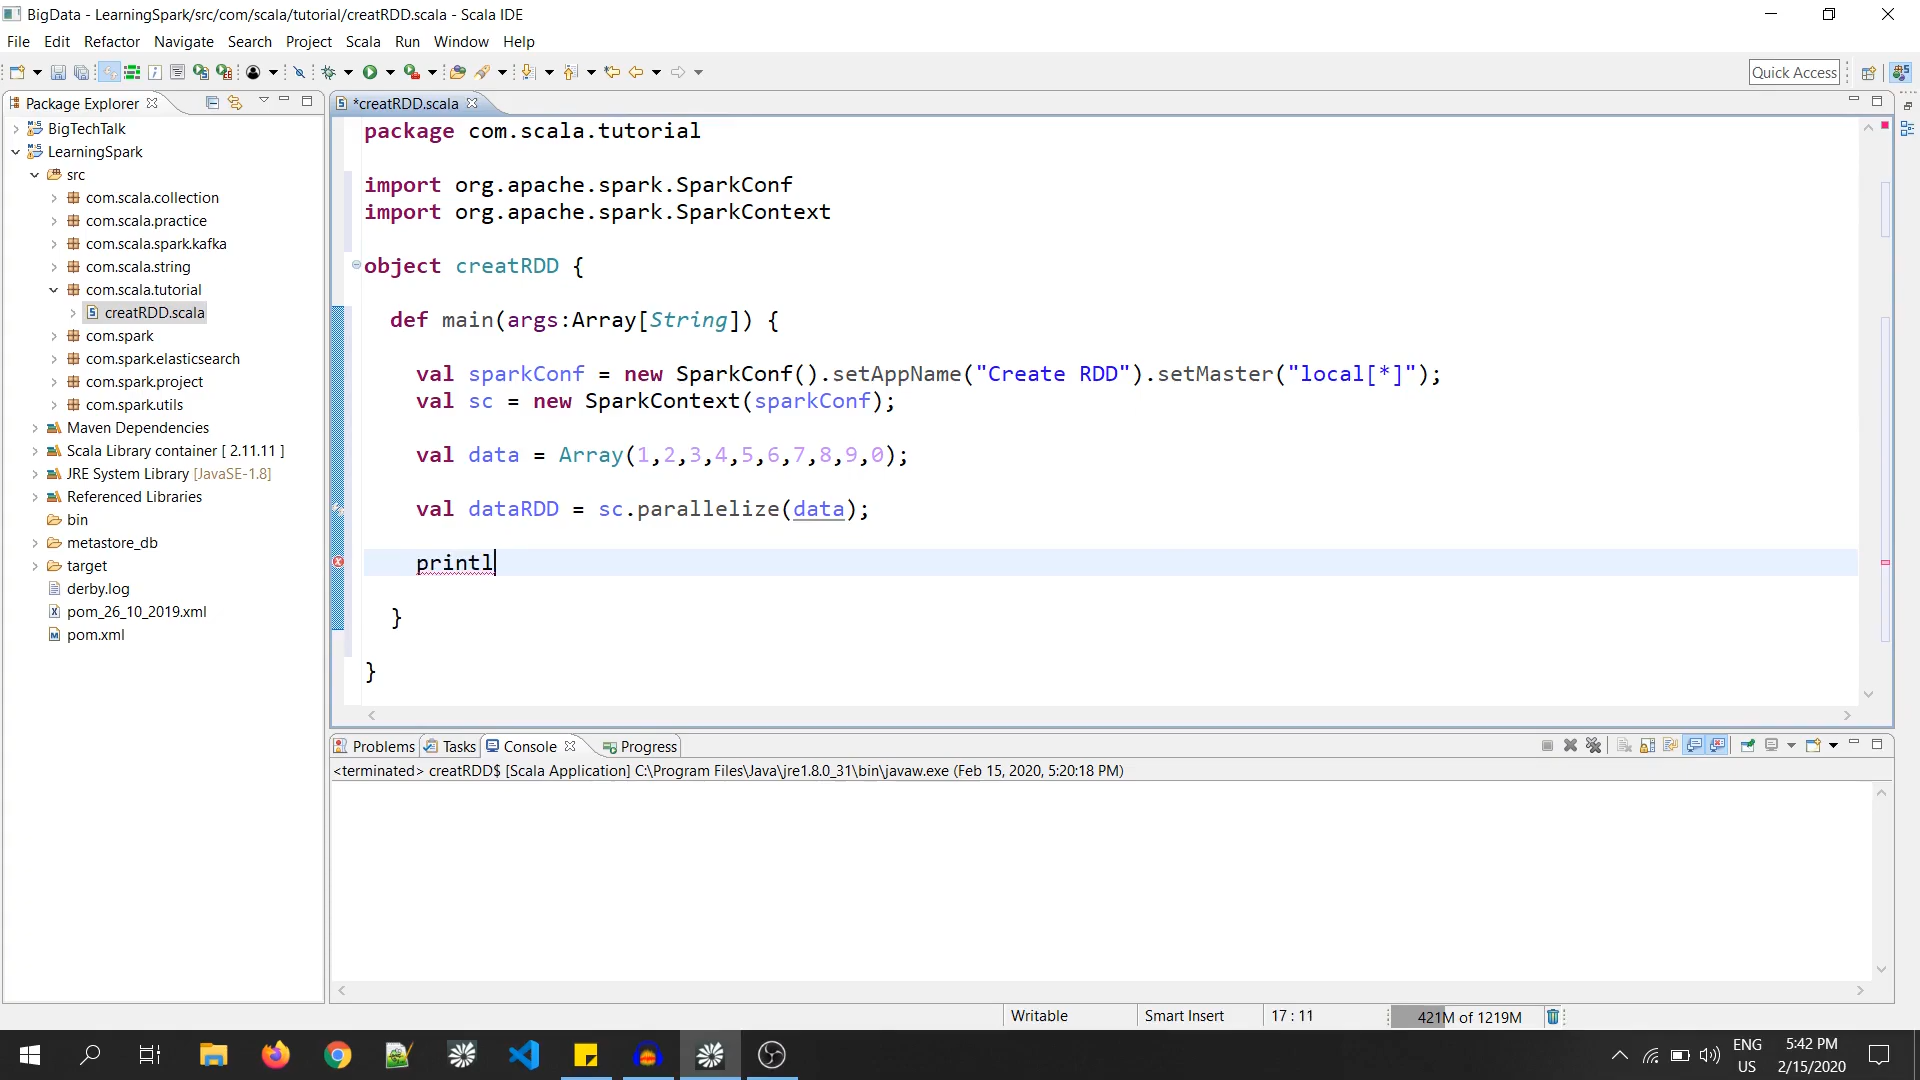 BigData - LearningSpark/src/com/scala/tutorial/creatRDD.scala - Scala IDE
File Edit Refactor Navigate Search Project Scala Run Window Help
Quick Access
Package Explorer
*creatRDD.scala
BigTechTalk
LearningSpark
src
com.scala.collection
com.scala.practice
com.scala.spark.kafka
com.scala.string
com.scala.tutorial
creatRDD.scala
com.spark
com.spark.elasticsearch
com.spark.project
com.spark.utils
Maven Dependencies
Scala Library container [ 2.11.11 ]
JRE System Library [JavaSE-1.8]
Referenced Libraries
bin
metastore_db
target
derby.log
pom_26_10_2019.xml
pom.xml
package com.scala.tutorial
import org.apache.spark.SparkConf
import org.apache.spark.SparkContext
object creatRDD {
def main(args:Array[String]) {
val sparkConf = new SparkConf().setAppName("Create RDD").setMaster("local[*]");
val sc = new SparkContext(sparkConf);
val data = Array(1,2,3,4,5,6,7,8,9,0);
val dataRDD = sc.parallelize(data);
printl
}
}
Problems Tasks Console Progress
<terminated> creatRDD$ [Scala Application] C:\Program Files\Java\jre1.8.0_31\bin\javaw.exe (Feb 15, 2020, 5:20:18 PM)
Writable Smart Insert 17 : 11 421M of 1219M
ENG
US
5:42 PM
2/15/2020